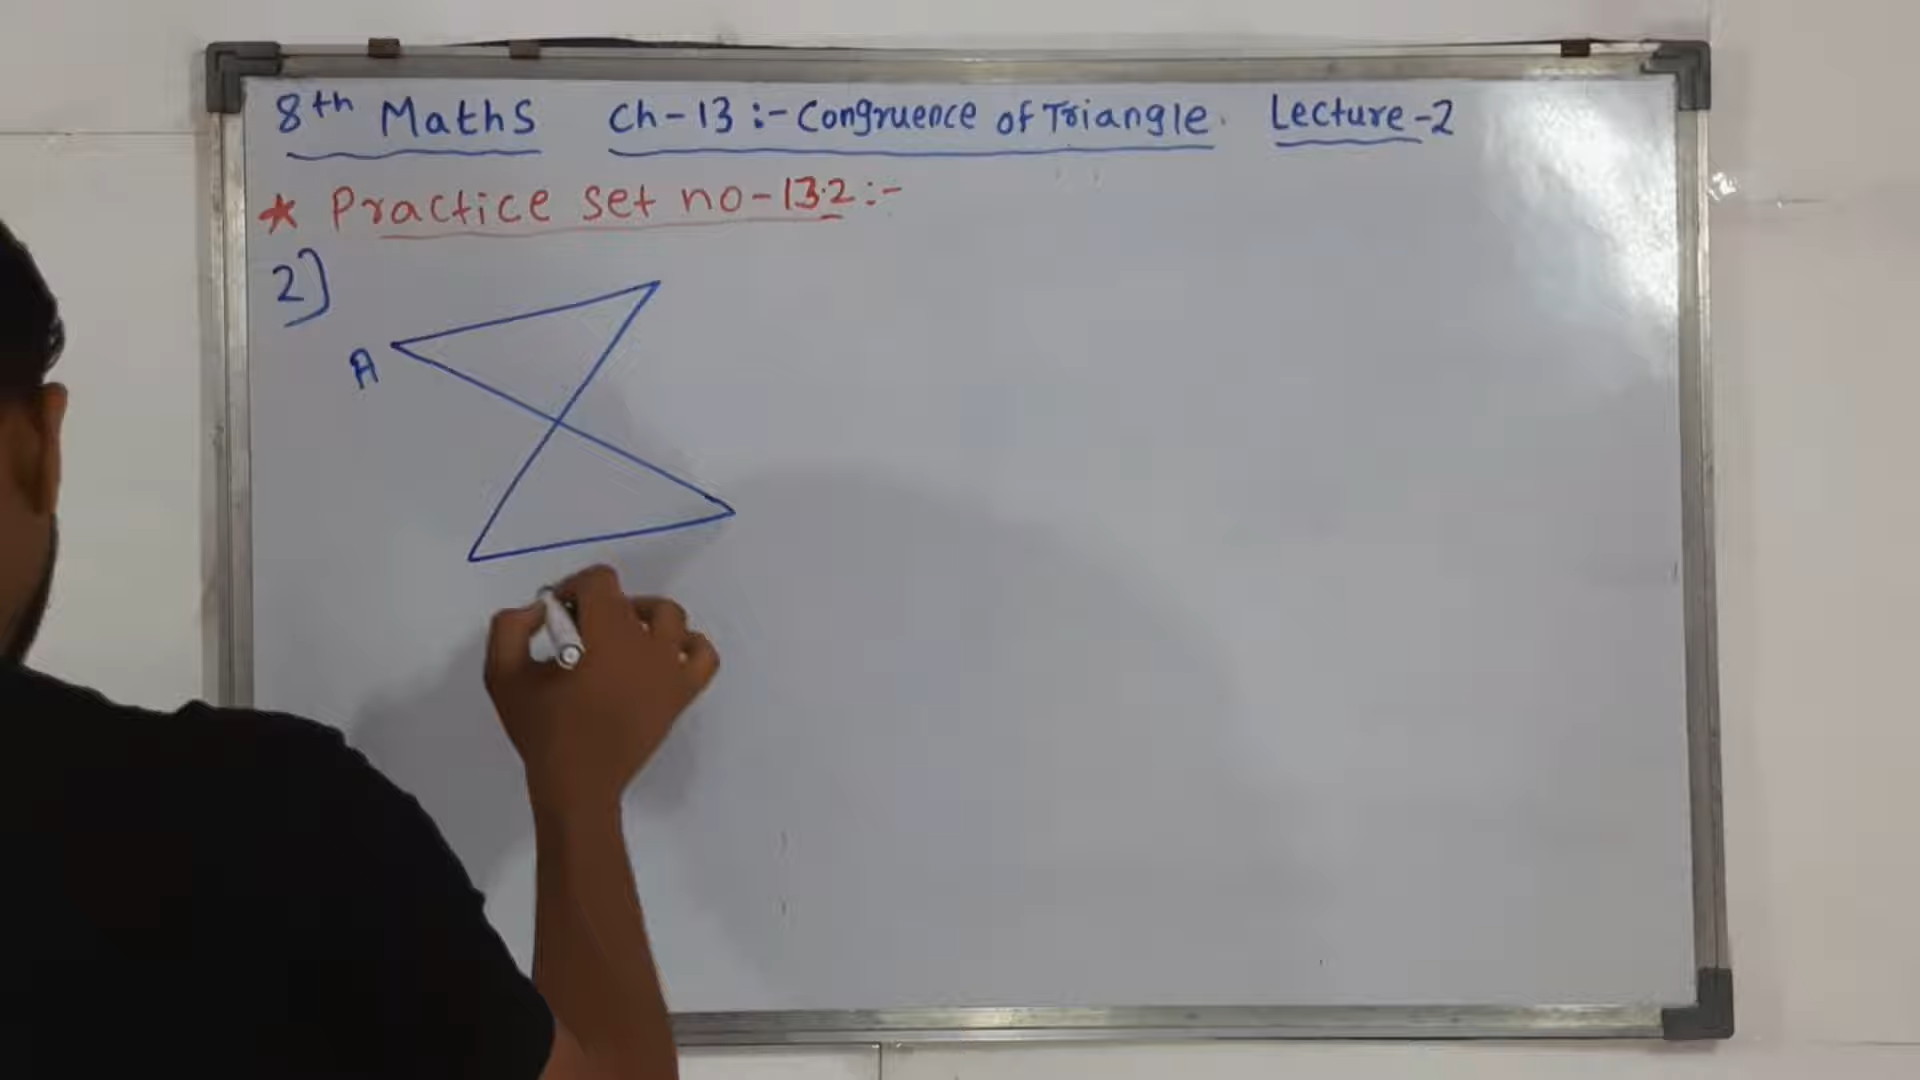 8th Maths Ch-13 :- Congruence of Triangle. Lecture-2
* Practice set no-13.2 :-
2]
A